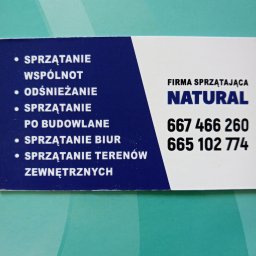 • SPRZĄTANIE
WSPÓLNOT
• ODŚNIEŻANIE
• SPRZĄTANIE
PO BUDOWLANE
• SPRZĄTANIE BIUR
• SPRZĄTANIE TERENÓW
ZEWNĘTRZNYCH
FIRMA SPRZĄTAJĄCA
NATURAL
667 466 260
665 102 774